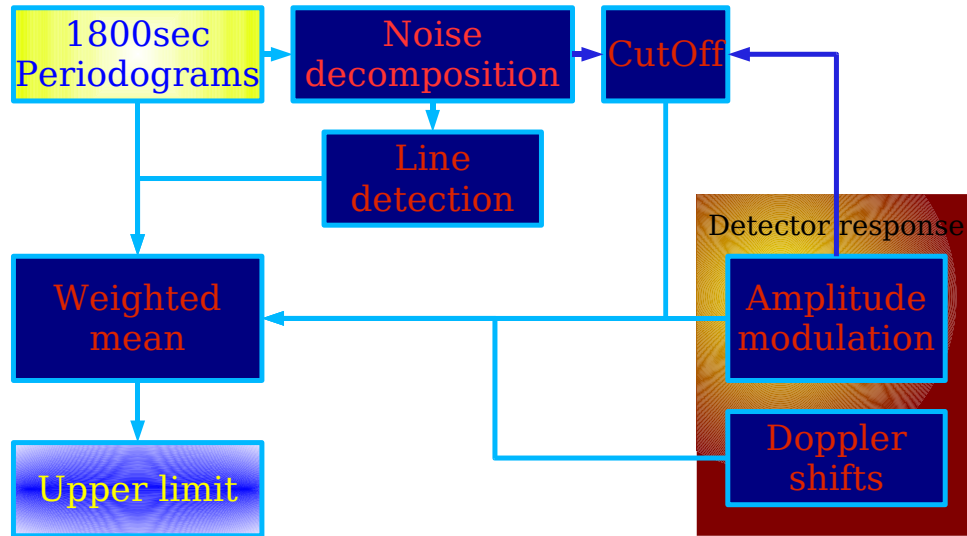 1800sec
Periodograms
Noise
decomposition
CutOff
Line
detection
Detector response
Weighted
mean
Amplitude
modulation
Doppler
shifts
Upper limit